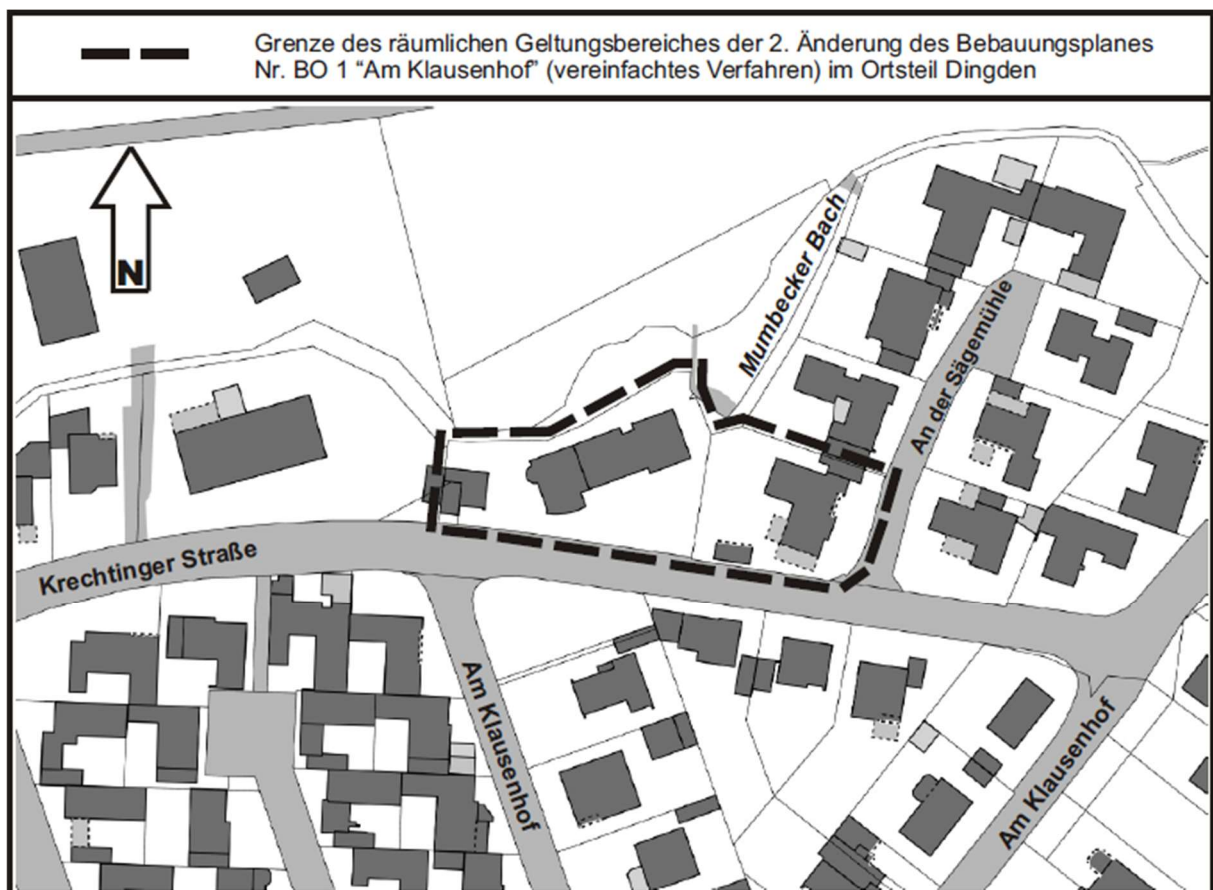 Grenze des räumlichen Geltungsbereiches der 2. Änderung des Bebauungsplanes
Nr. BO 1 “Am Klausenhof” (vereinfachtes Verfahren) im Ortsteil Dingden
N
Mumbecker Bach
An der Sägemühle
Krechtinger Straße
Am Klausenhof
Am Klausenhof